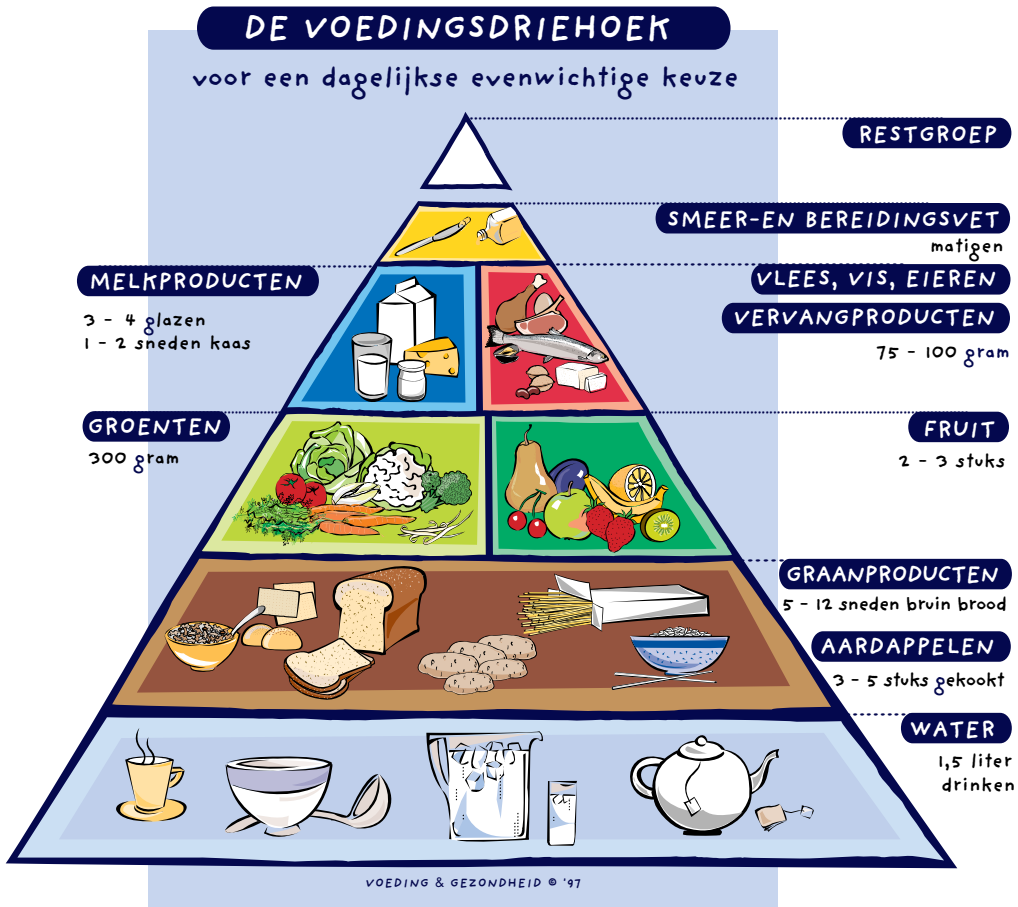 DE VOEDINGSDRIEHOEK
voor een dagelijkse evenwichtige keuze
RESTGROEP
SMEER-EN BEREIDINGSVET
matigen
MELKPRODUCTEN
3 - 4 glazen
1 - 2 sneden kaas
VLEES, VIS, EIEREN
VERVANGPRODUCTEN
75 - 100 gram
GROENTEN
300 gram
FRUIT
2 - 3 stuks
GRAANPRODUCTEN
5 - 12 sneden bruin brood
AARDAPPELEN
3 - 5 stuks gekookt
WATER
1,5 liter
drinken
VOEDING & GEZONDHEID © '97